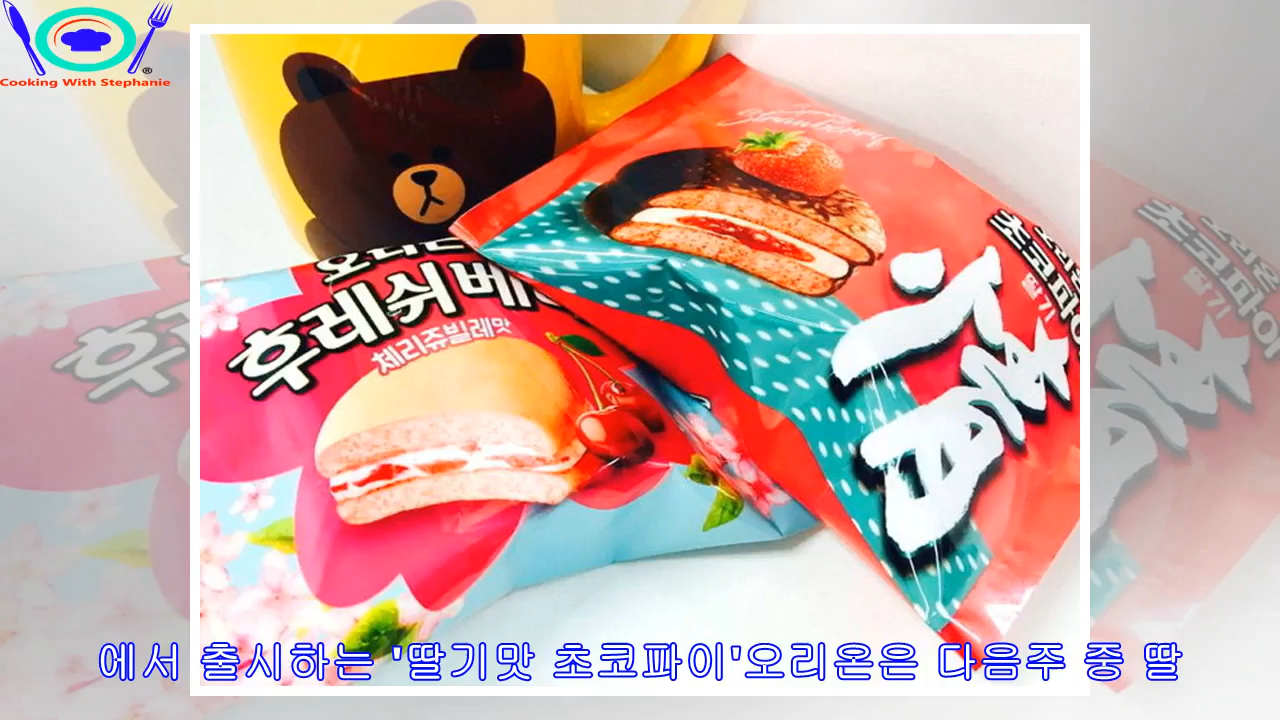 Cooking With Stephanie
®
Strawberry
초코파이
딸기
情
후레쉬베
체리쥬빌레맛
에서 출시하는 '딸기맛 초코파이'오리온은 다음주 중 딸